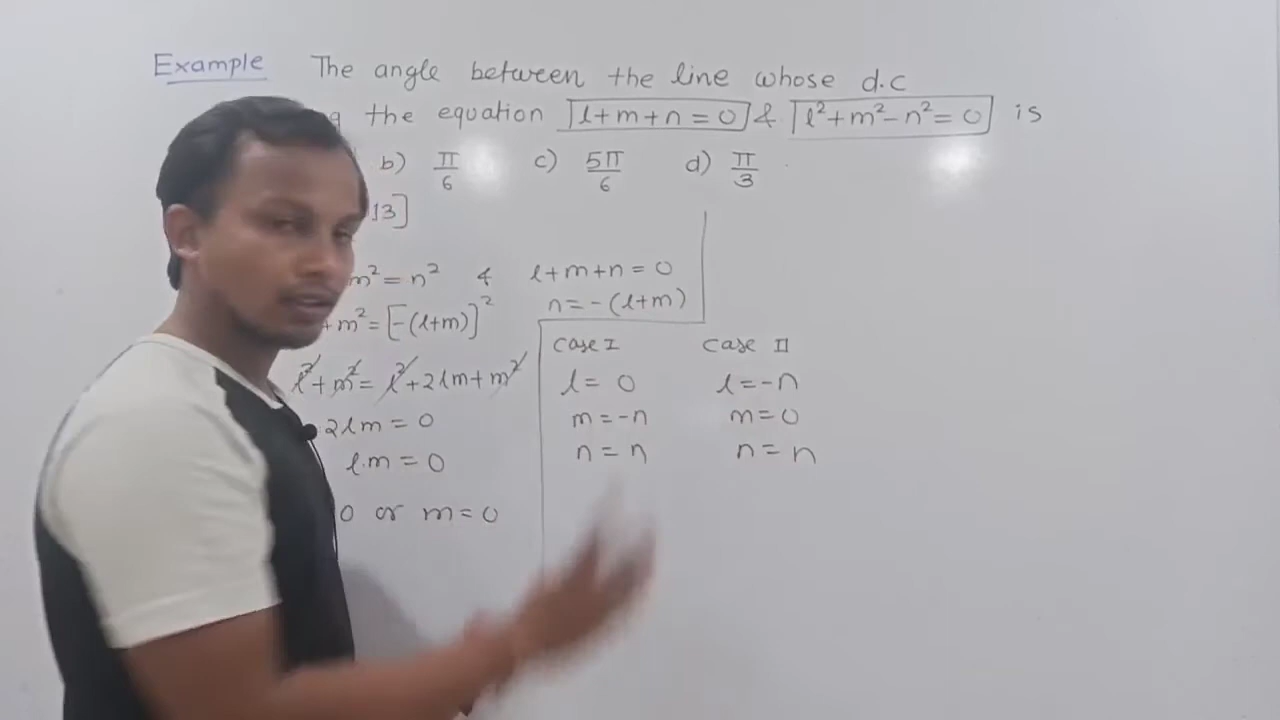 Example The angle between the line whose d.c
the equation l+m+n=0 & l²+m²-n²=0 is
b) π/6 c) 5π/6 d) π/3
13]
m²=n² & l+m+n=0
n=-(l+m)
+m²=[-(l+m)]²
l²+m²=l²+2lm+m²
2lm=0
l.m=0
0 or m=0
Case I Case II
l=0 l=-n
m=-n m=0
n=n n=n